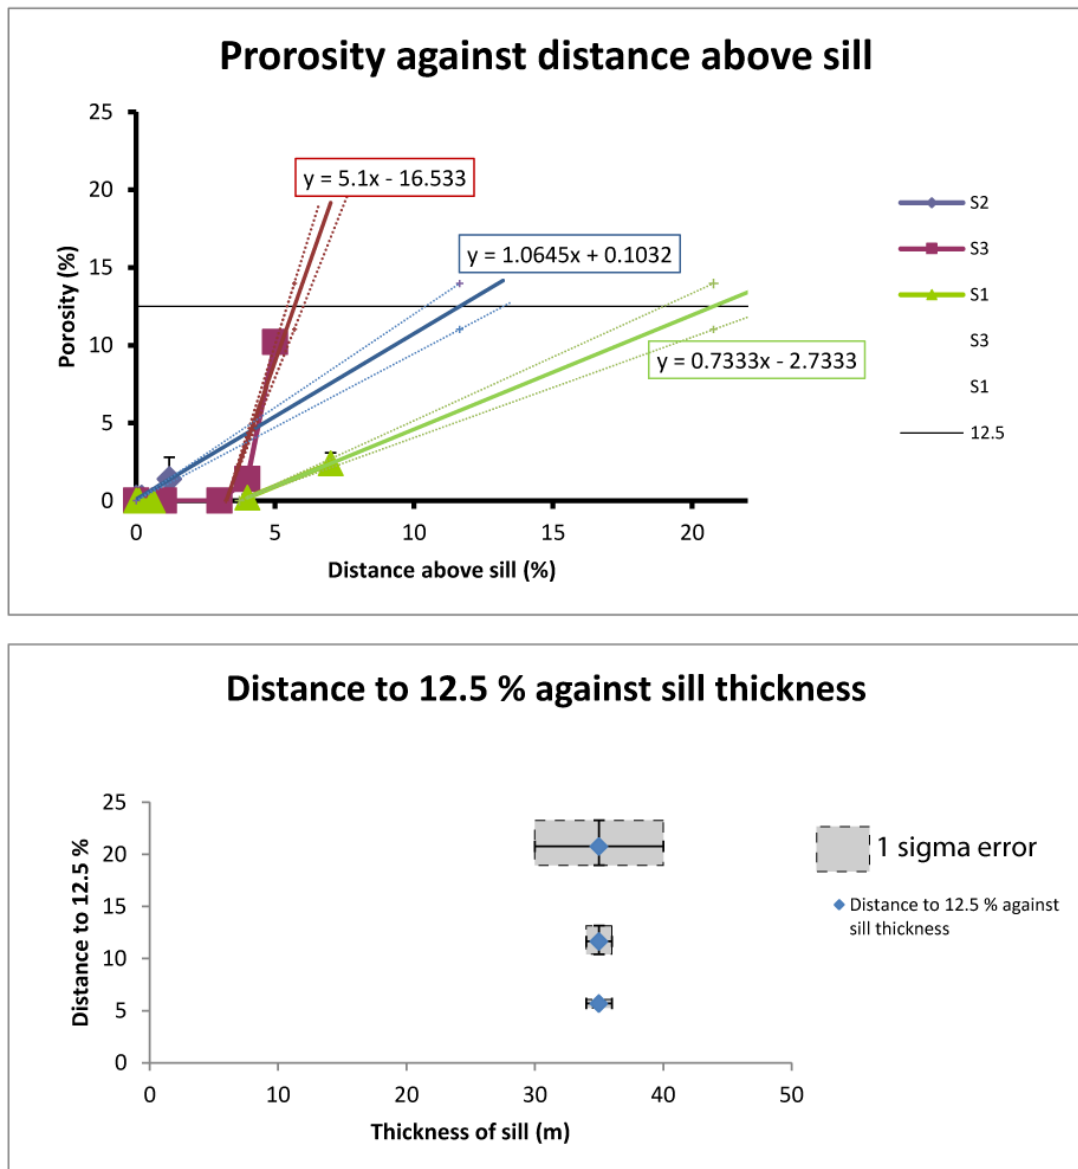 Prorosity against distance above sill
25
20
15
10
5
0
Porosity (%)
y = 5.1x - 16.533
y = 1.0645x + 0.1032
y = 0.7333x - 2.7333
0 5 10 15 20
Distance above sill (%)
S2
S3
S1
S3
S1
12.5
Distance to 12.5 % against sill thickness
25
20
15
10
5
0
Distance to 12.5 %
0 10 20 30 40 50
Thickness of sill (m)
1 sigma error
Distance to 12.5 % against
sill thickness